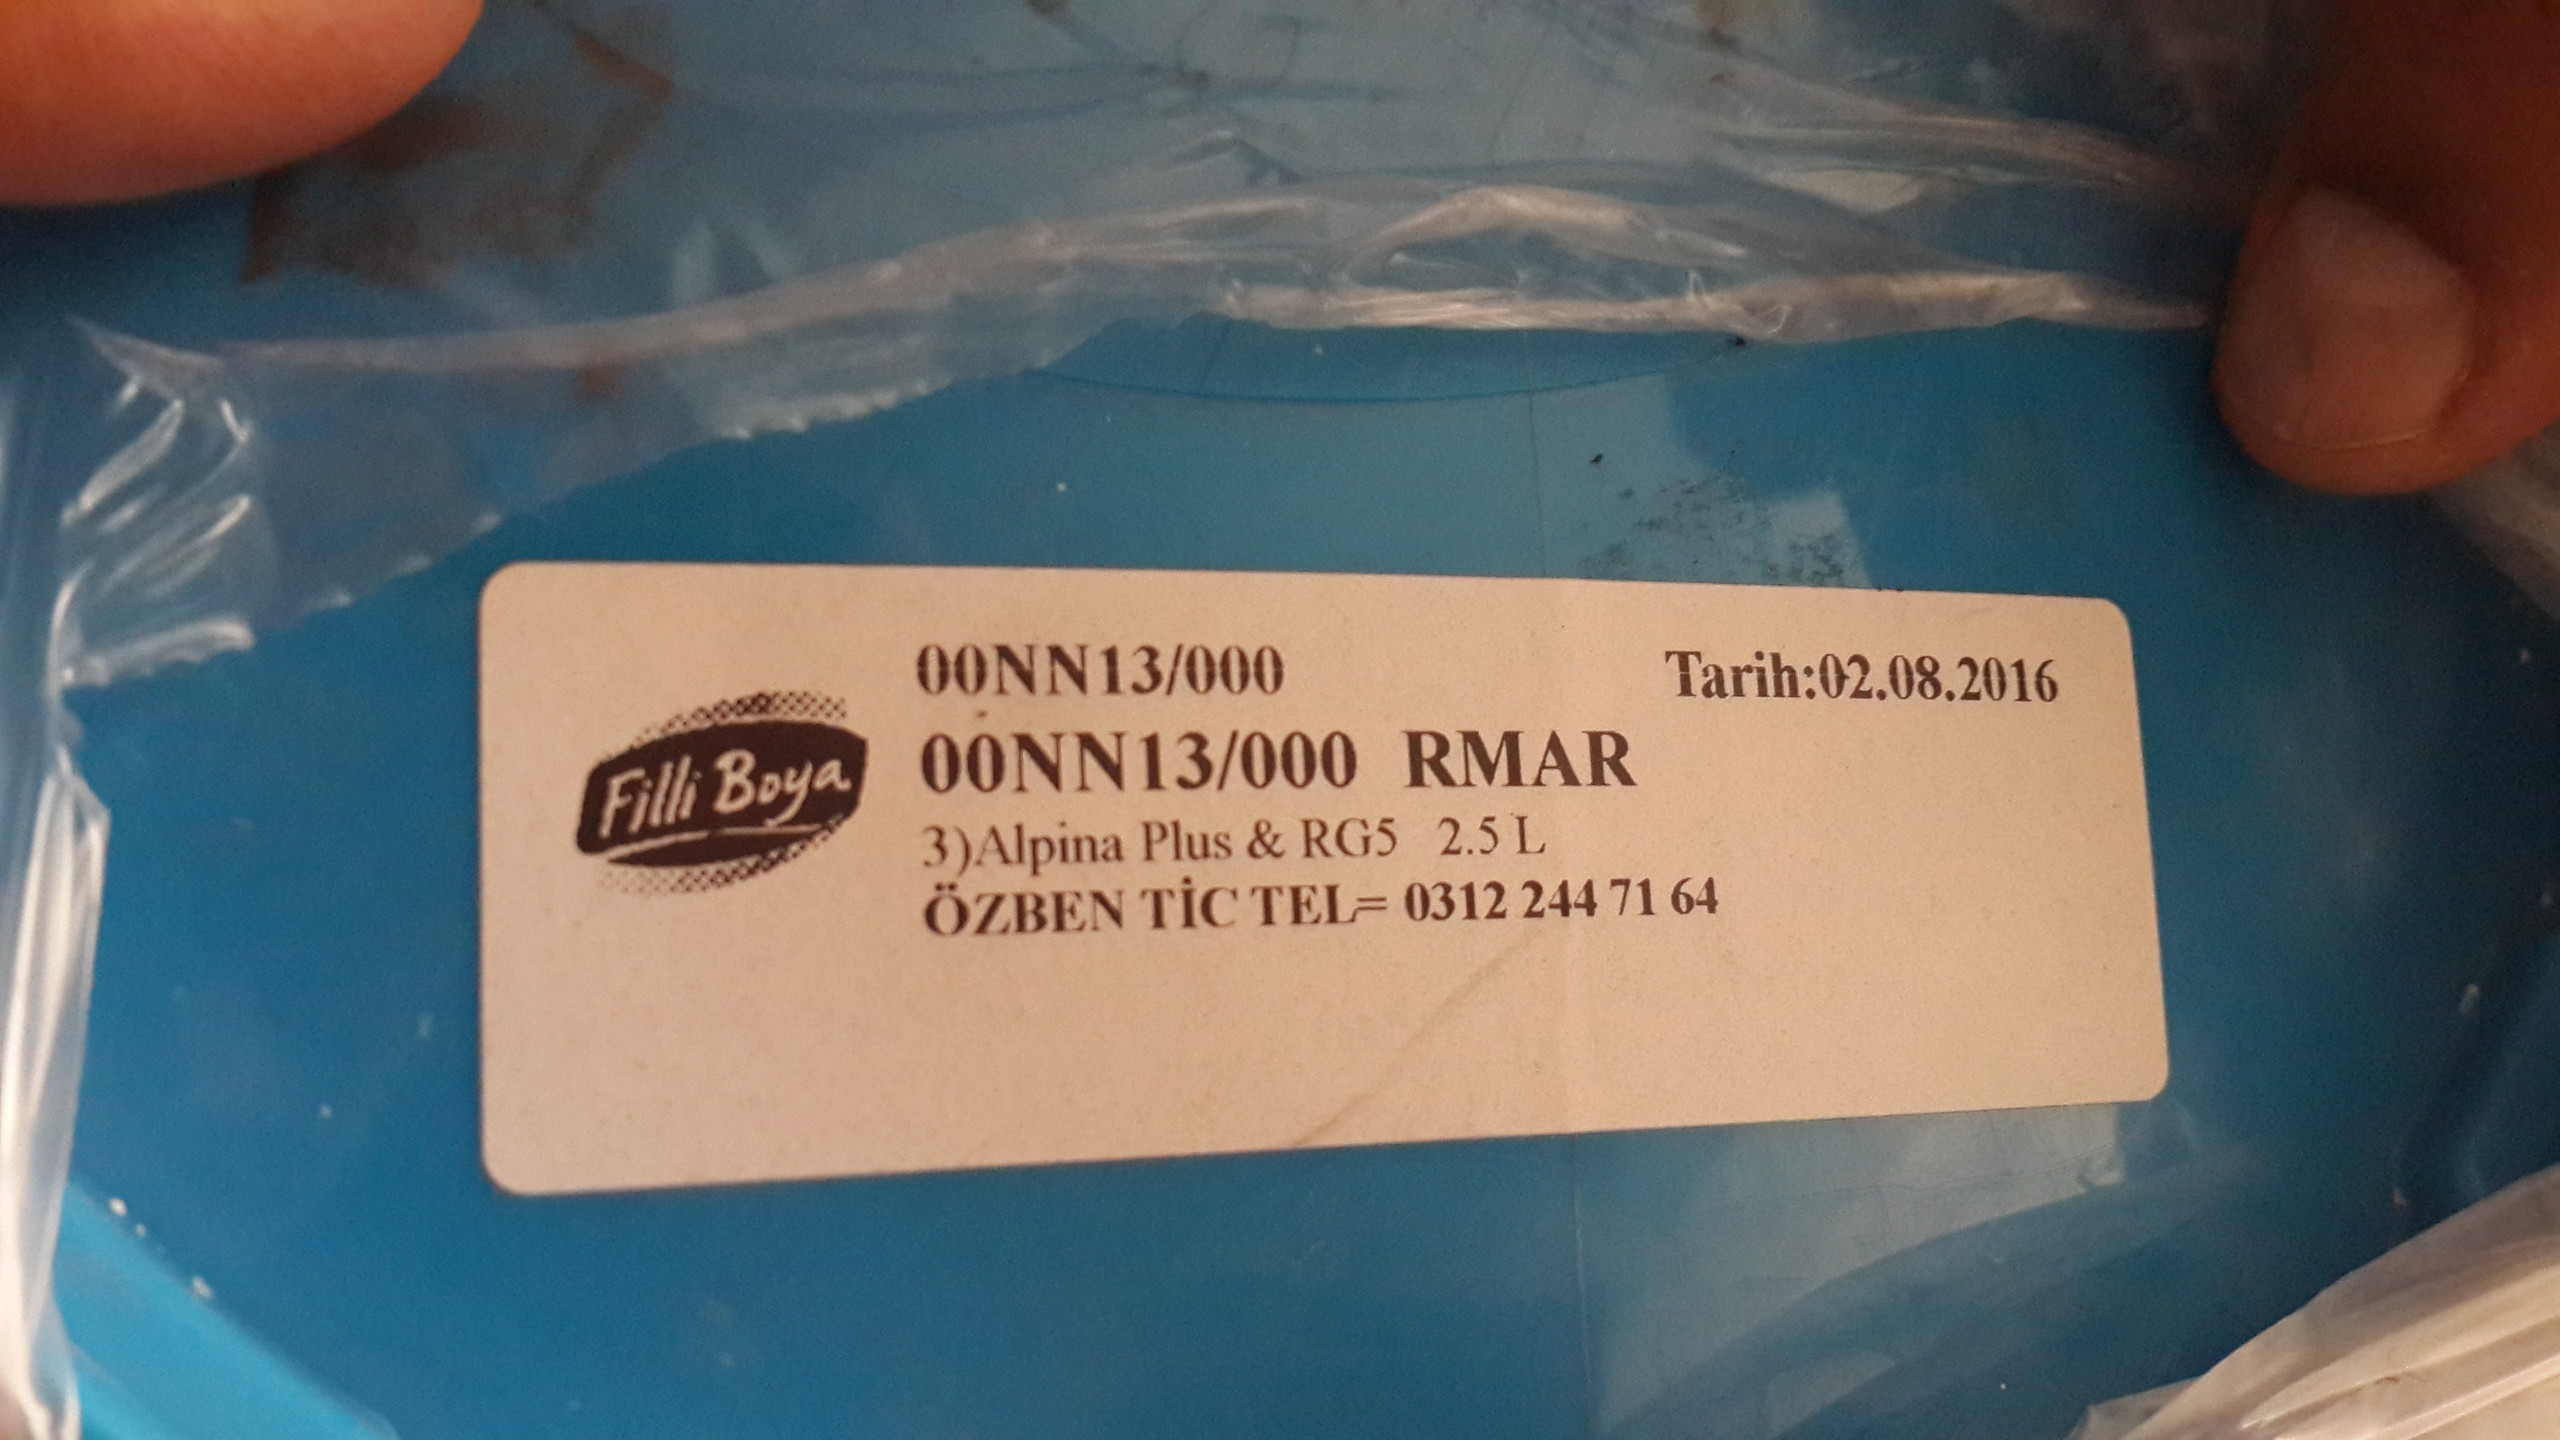 00NN13/000
Tarih:02.08.2016
Filli Boya
00NN13/000 RMAR
3)Alpina Plus & RG5 2.5 L
ÖZBEN TİC TEL= 0312 244 71 64